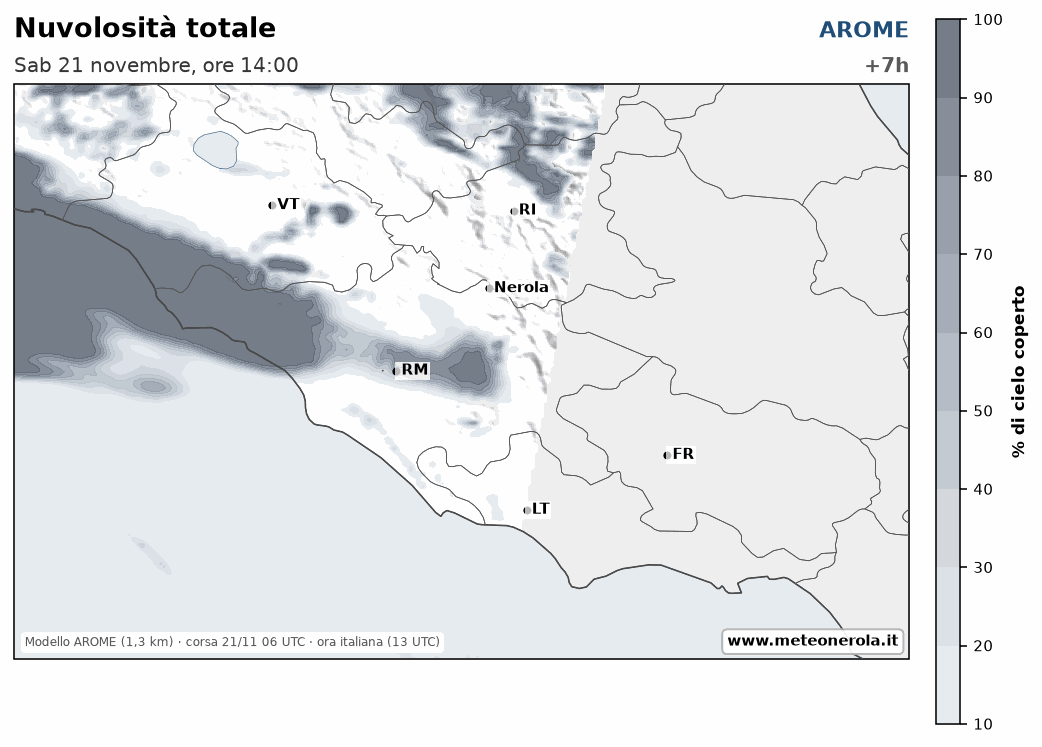 Nuvolosità totale
AROME
Sab 21 novembre, ore 14:00
+7h
VT
RI
Nerola
RM
FR
LT
Modello AROME (1,3 km) · corsa 21/11 06 UTC · ora italiana (13 UTC)
www.meteonerola.it
100
90
80
70
60
50
40
30
20
10
% di cielo coperto